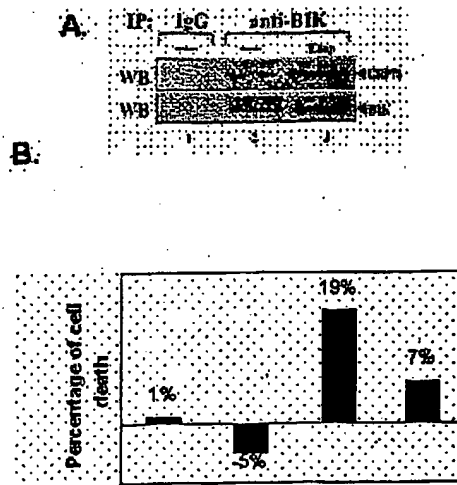 A.
IP: IgG anti-BIK
WB
WB
1
B.
Percentage of cell
death
1%
-5%
19%
7%